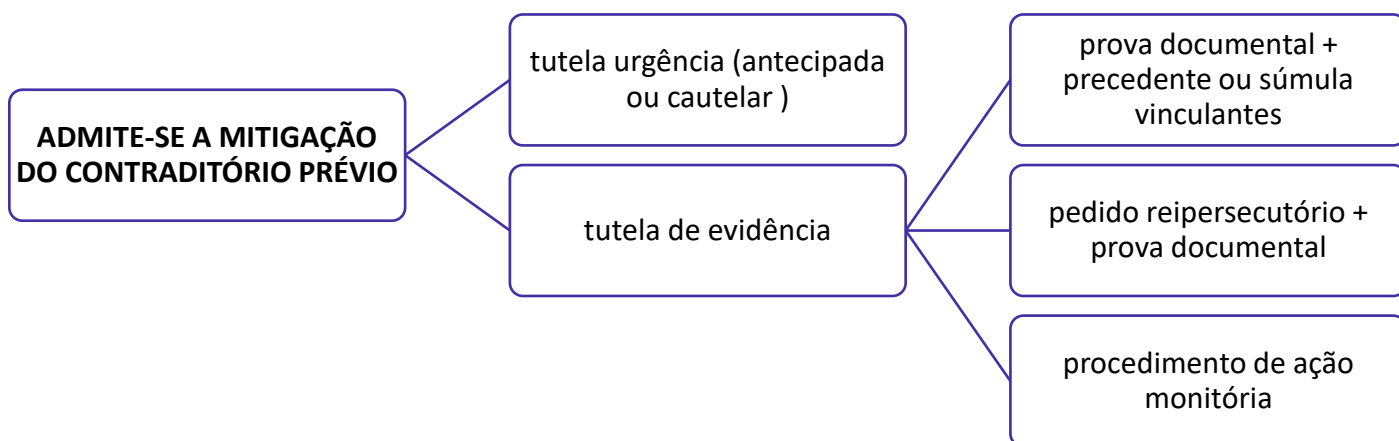 ADMITE-SE A MITIGAÇÃO
DO CONTRADITÓRIO PRÉVIO
tutela urgência (antecipada
ou cautelar )
tutela de evidência
prova documental +
precedente ou súmula
vinculantes
pedido reipersecutório +
prova documental
procedimento de ação
monitória